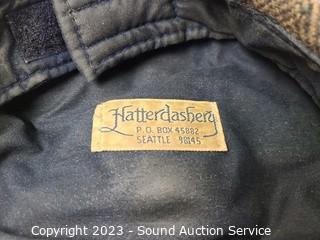 Hatterdashery
P.O. BOX 45882
SEATTLE 98145
Copyright 2023 - Sound Auction Service